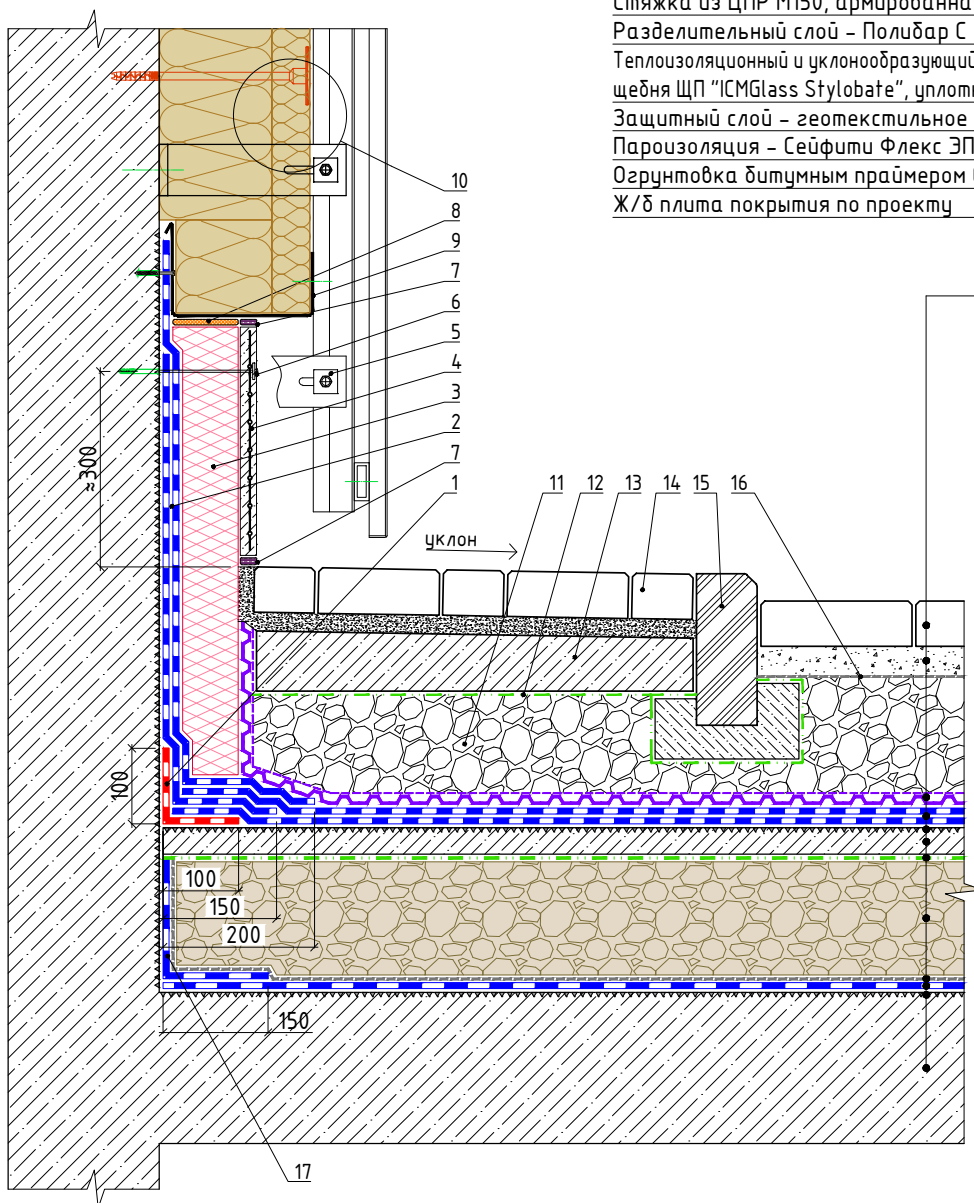 Стяжка из ЦПР М150, армированна
Разделительный слой – Полибар С
Теплоизоляционный и уклонообразующий
щебня ЩП "ICMGlass Stylobate", уплотн
Защитный слой – геотекстильное
Пароизоляция – Сейфити Флекс ЭП
Огрунтовка битумным праймером
Ж/б плита покрытия по проекту
10
8
9
7
6
5
4
3
2
7
1
11
12
13
14
15
16
≈300
уклон
100
100
150
200
150
17